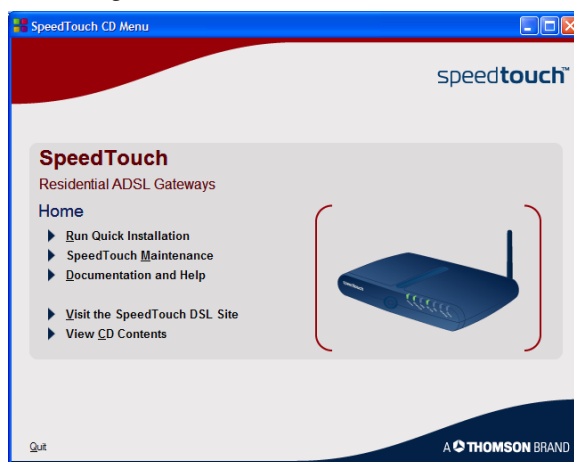 SpeedTouch CD Menu
speedtouch™
SpeedTouch
Residential ADSL Gateways
Home
Run Quick Installation
SpeedTouch Maintenance
Documentation and Help
Visit the SpeedTouch DSL Site
View CD Contents
Quit
A THOMSON BRAND